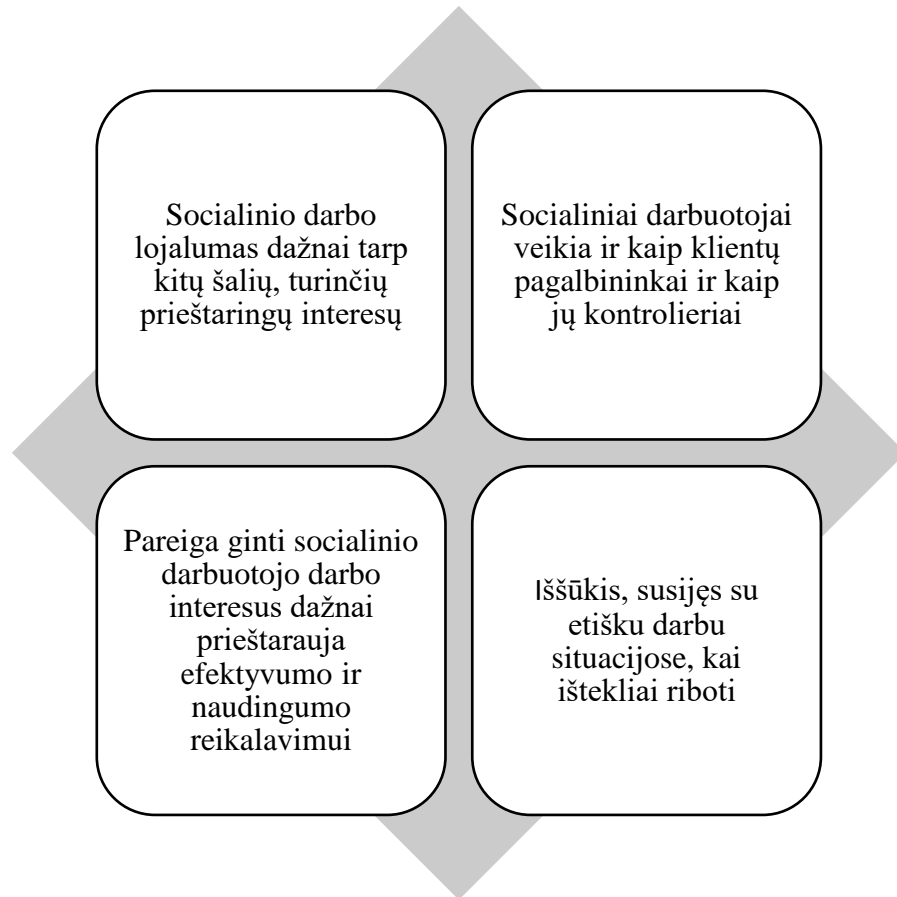 Socialinio darbo
lojalumas dažnai tarp
kitų šalių, turinčių
prieštaringų interesų
Socialiniai darbuotojai
veikia ir kaip klientų
pagalbininkai ir kaip
jų kontrolieriai
Pareiga ginti socialinio
darbuotojo darbo
interesus dažnai
prieštarauja
efektyvumo ir
naudingumo
reikalavimui
Iššūkis, susijęs su
etišku darbu
situacijose, kai
ištekliai riboti